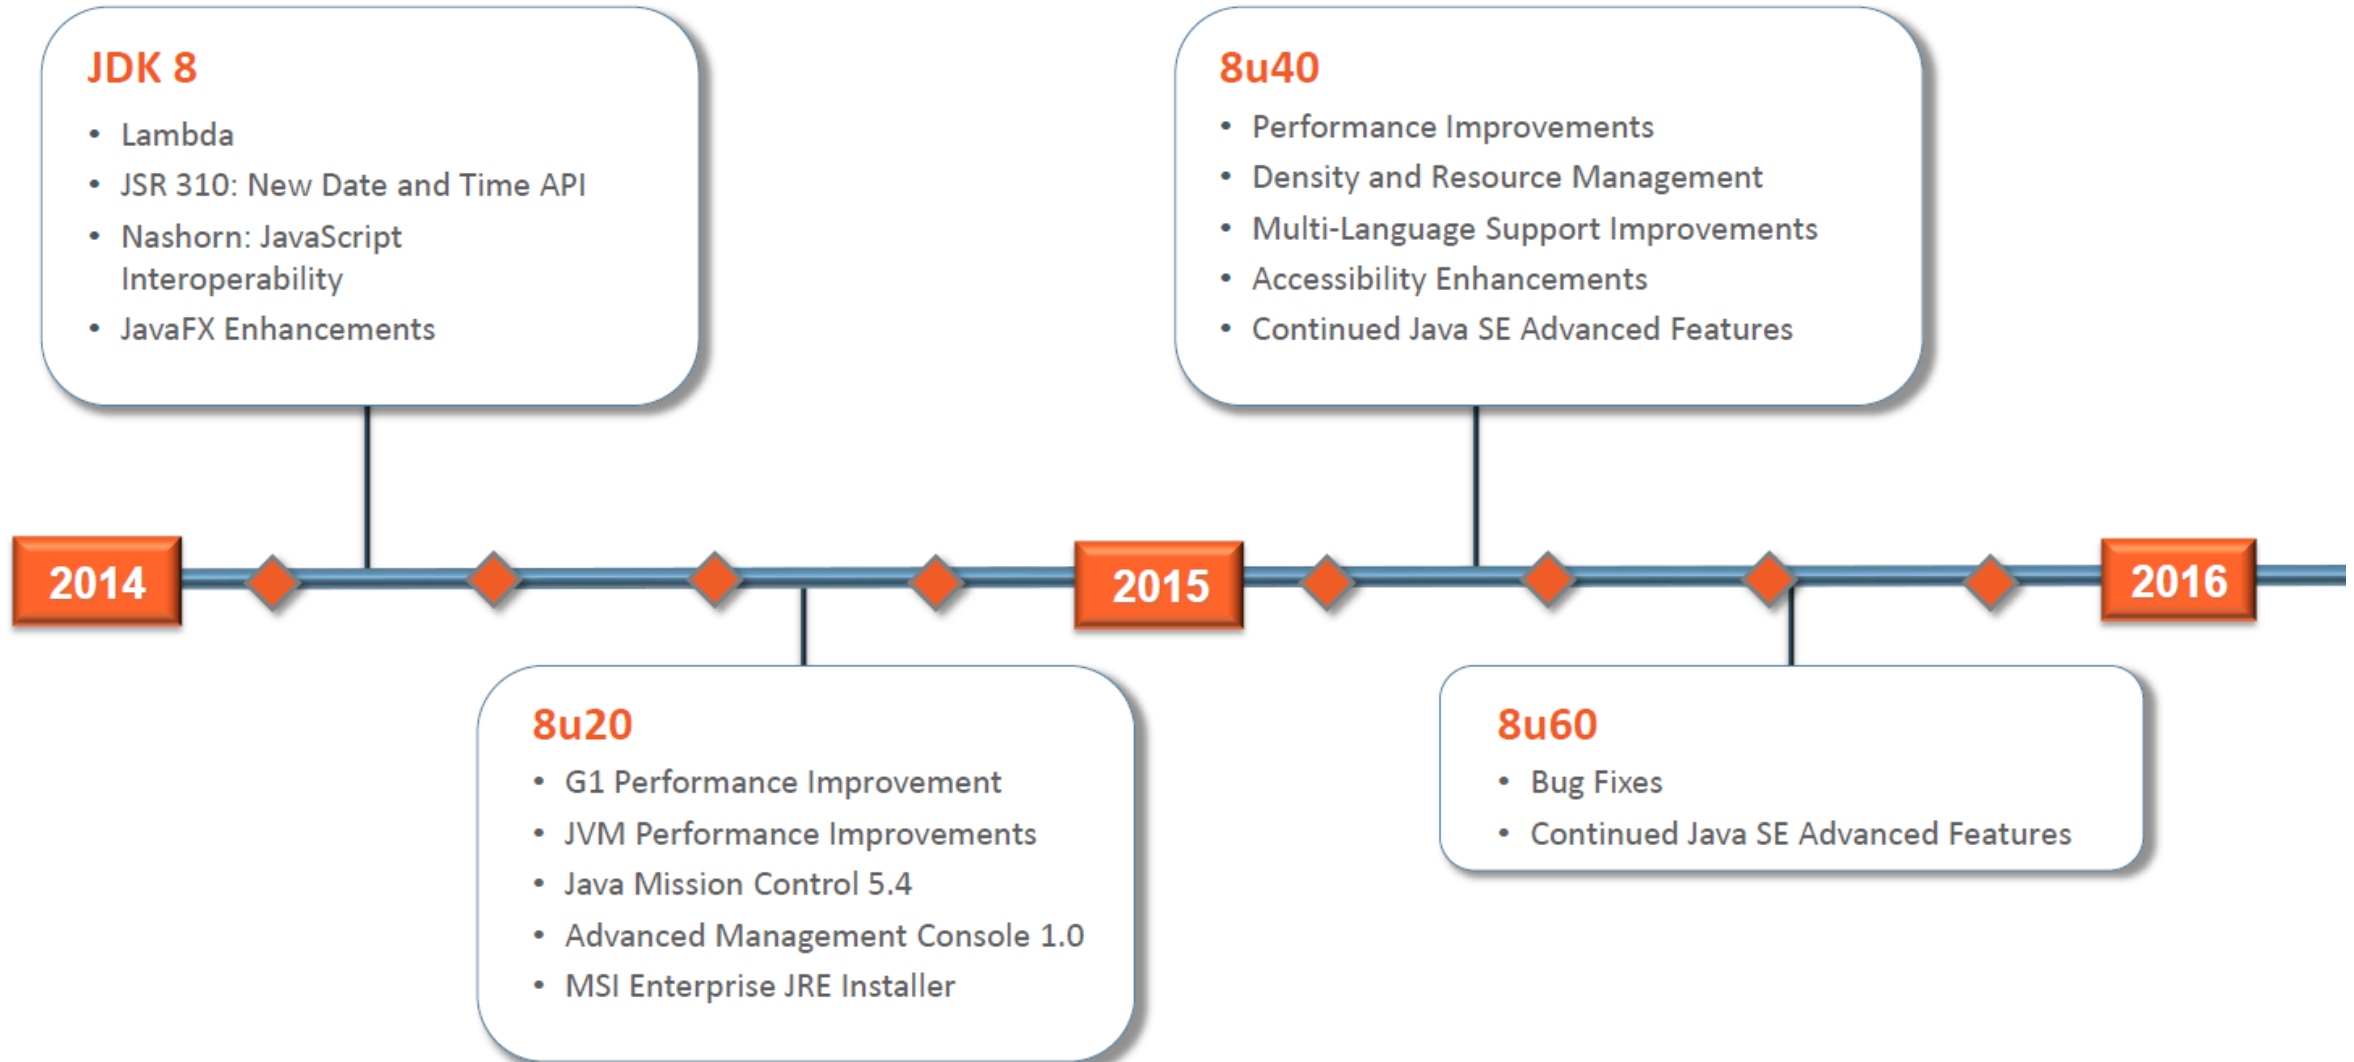 JDK 8
• Lambda
• JSR 310: New Date and Time API
• Nashorn: JavaScript
Interoperability
• JavaFX Enhancements
8u40
• Performance Improvements
• Density and Resource Management
• Multi-Language Support Improvements
• Accessibility Enhancements
• Continued Java SE Advanced Features
2014
2015
2016
8u20
• G1 Performance Improvement
• JVM Performance Improvements
• Java Mission Control 5.4
• Advanced Management Console 1.0
• MSI Enterprise JRE Installer
8u60
• Bug Fixes
• Continued Java SE Advanced Features